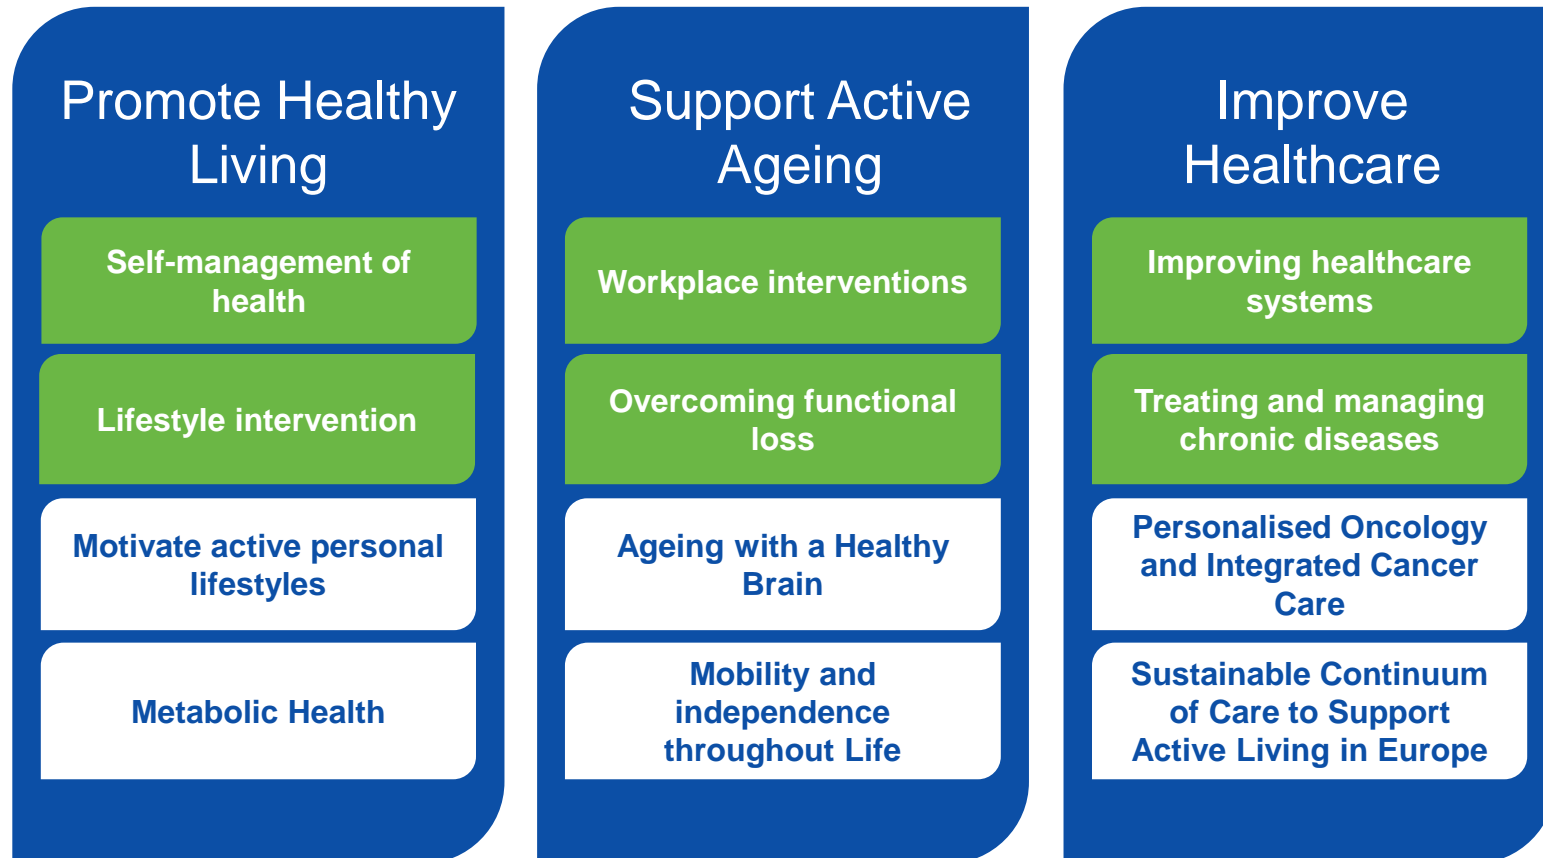 Promote Healthy
Living
Self-management of
health
Lifestyle intervention
Motivate active personal
lifestyles
Metabolic Health
Support Active
Ageing
Workplace interventions
Overcoming functional
loss
Ageing with a Healthy
Brain
Mobility and
independence
throughout Life
Improve
Healthcare
Improving healthcare
systems
Treating and managing
chronic diseases
Personalised Oncology
and Integrated Cancer
Care
Sustainable Continuum
of Care to Support
Active Living in Europe